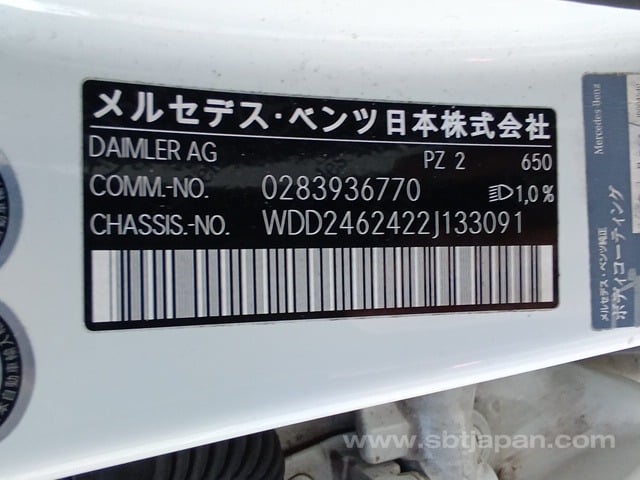 メルセデス・ベンツ日本株式会社
DAIMLER AG PZ 2 650
COMM.-NO. 0283936770 1,0%
CHASSIS.-NO. WDD2462422J133091
Mercedes-Benz
メルセデス・ベンツ純正
ボディコーティング
www.sbtjapan.com